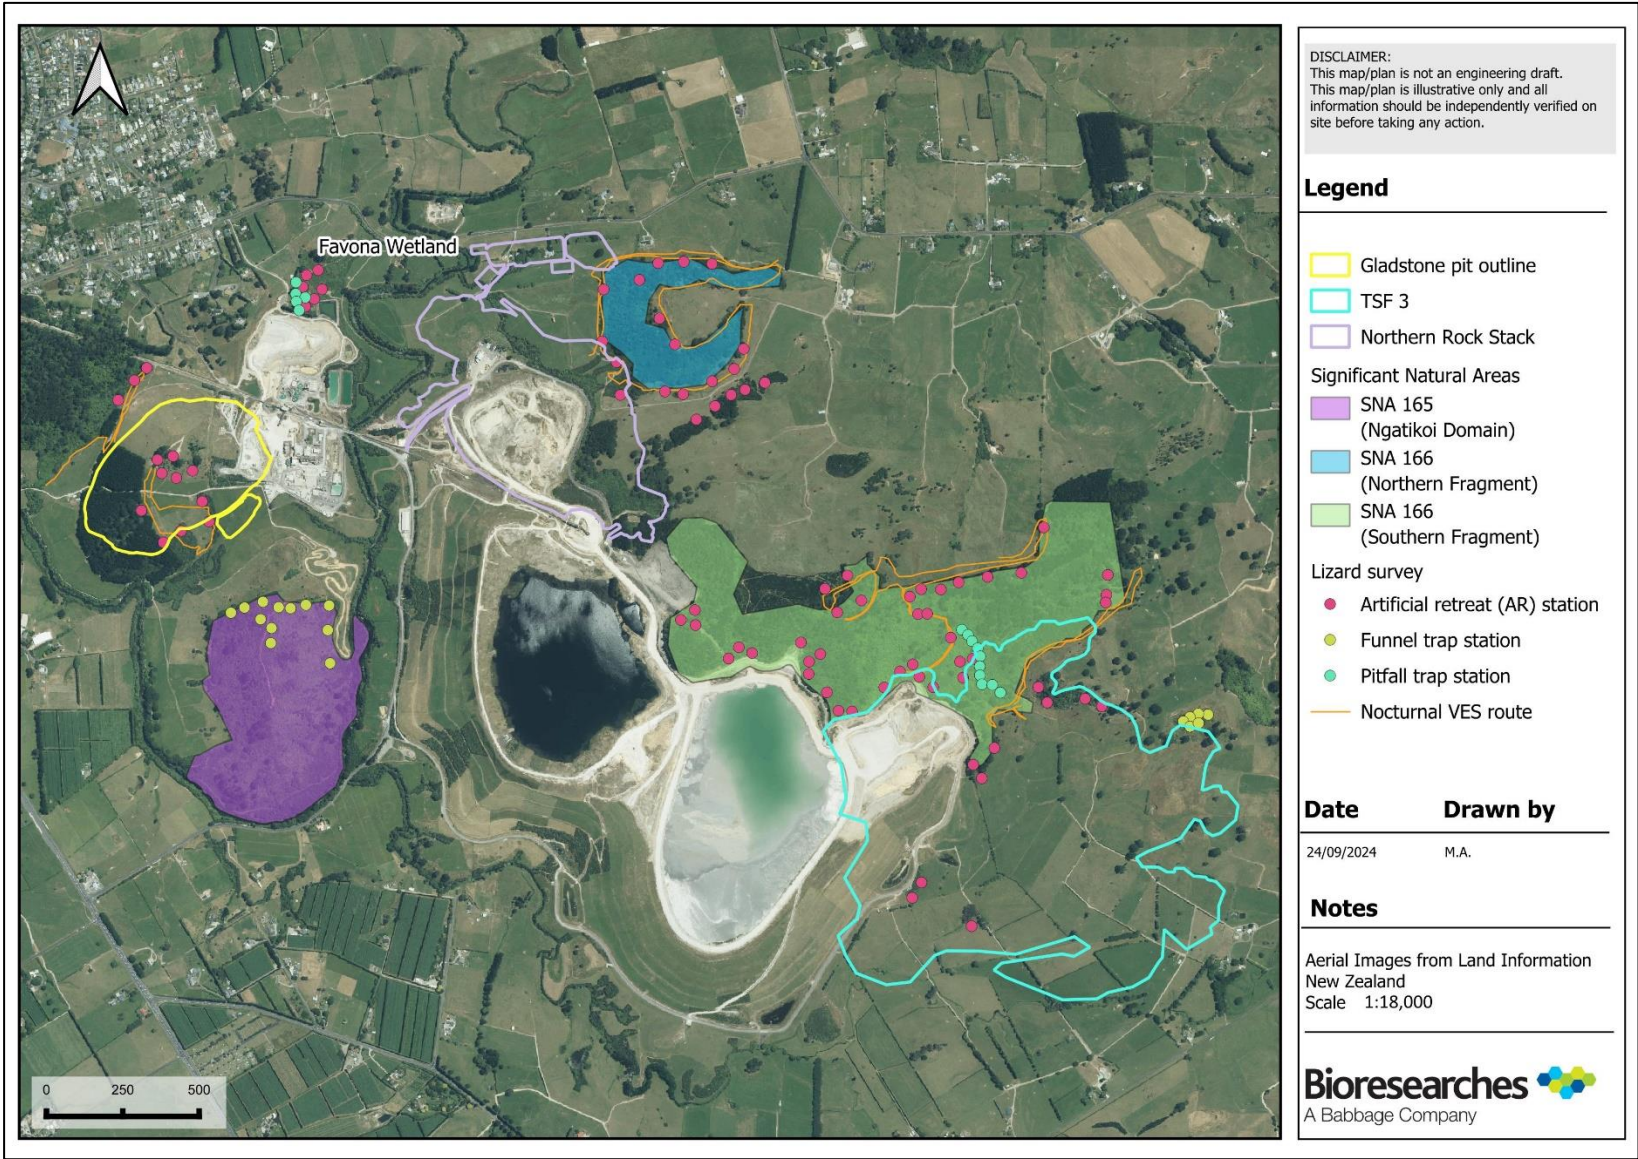 Favona Wetland
0 250 500
DISCLAIMER:
This map/plan is not an engineering draft.
This map/plan is illustrative only and all
information should be independently verified on
site before taking any action.
Legend
Gladstone pit outline
TSF 3
Northern Rock Stack
Significant Natural Areas
SNA 165
(Ngatikoi Domain)
SNA 166
(Northern Fragment)
SNA 166
(Southern Fragment)
Lizard survey
Artificial retreat (AR) station
Funnel trap station
Pitfall trap station
Nocturnal VES route
Date Drawn by
24/09/2024 M.A.
Notes
Aerial Images from Land Information
New Zealand
Scale 1:18,000
Bioresearches
A Babbage Company